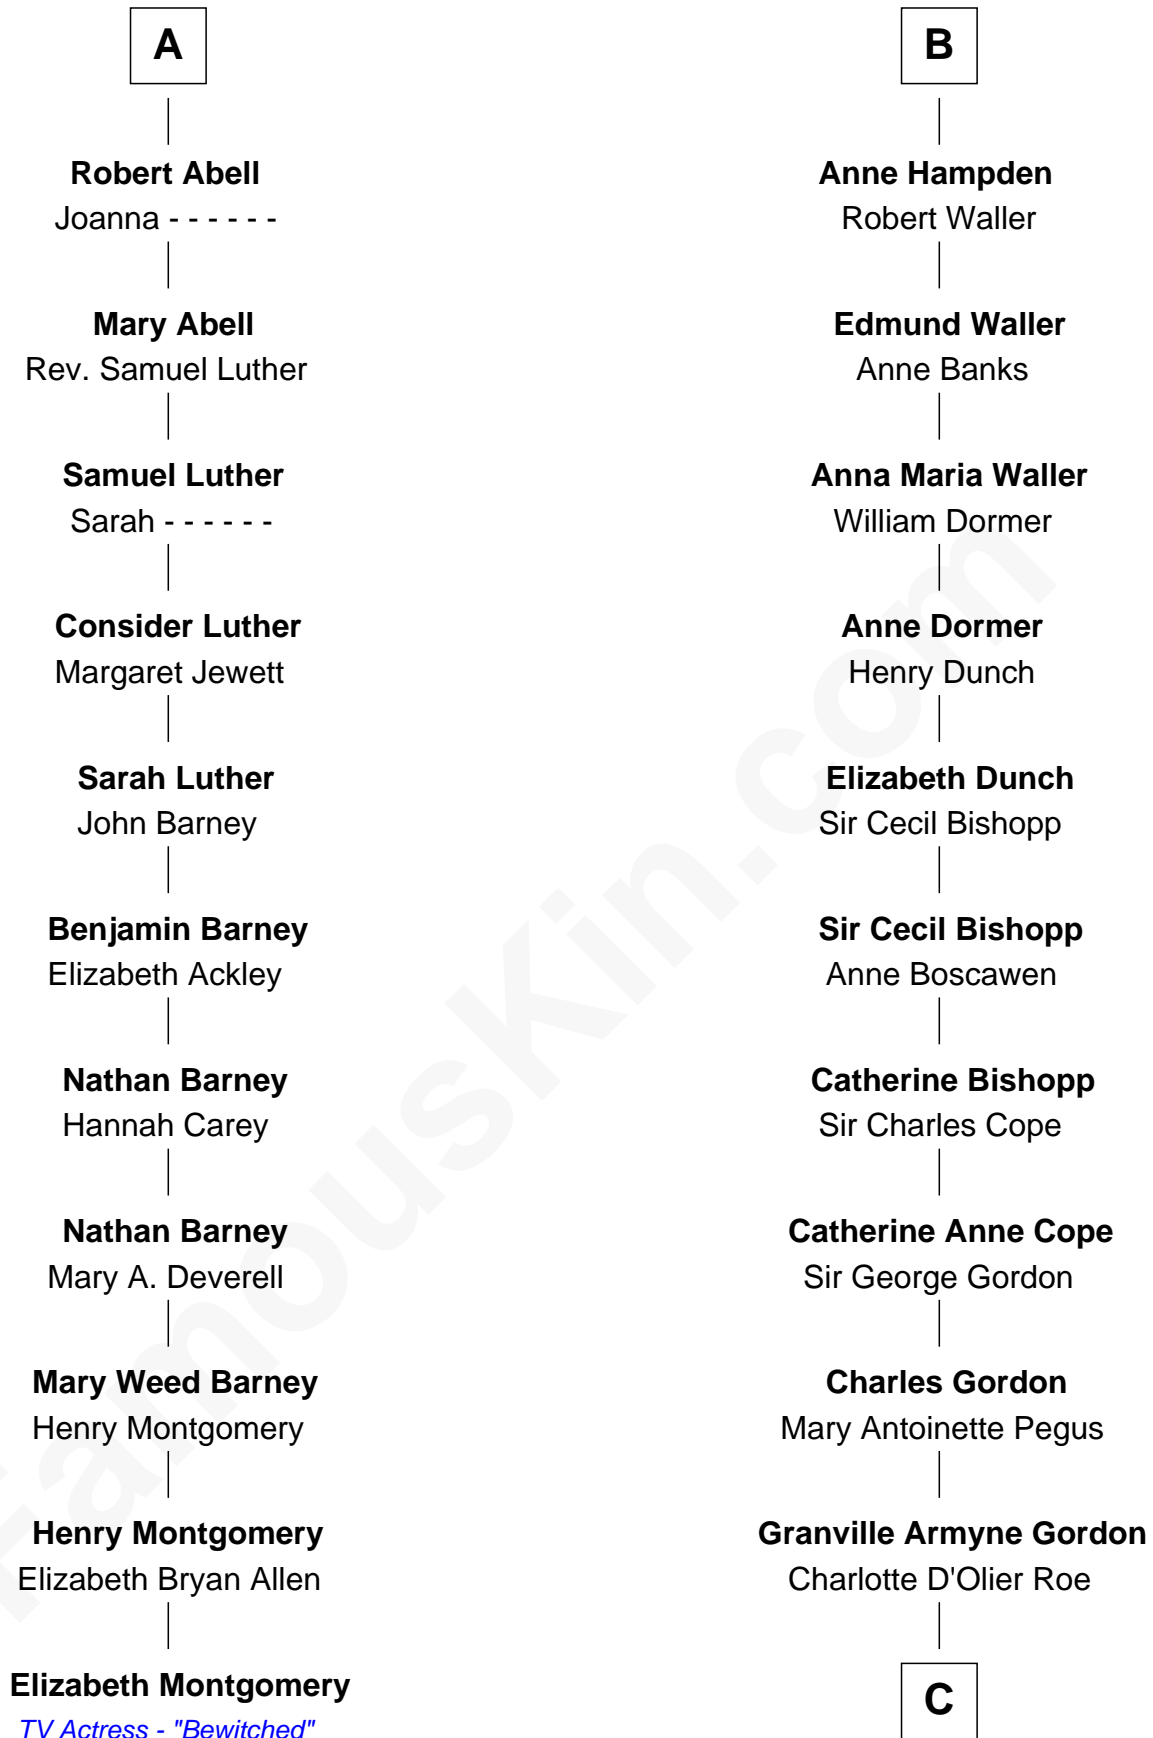 A
Robert Abell
Joanna - - - - - -
Mary Abell
Rev. Samuel Luther
Samuel Luther
Sarah - - - - - -
Consider Luther
Margaret Jewett
Sarah Luther
John Barney
Benjamin Barney
Elizabeth Ackley
Nathan Barney
Hannah Carey
Nathan Barney
Mary A. Deverell
Mary Weed Barney
Henry Montgomery
Henry Montgomery
Elizabeth Bryan Allen
Elizabeth Montgomery
TV Actress - "Bewitched"
B
Anne Hampden
Robert Waller
Edmund Waller
Anne Banks
Anna Maria Waller
William Dormer
Anne Dormer
Henry Dunch
Elizabeth Dunch
Sir Cecil Bishopp
Sir Cecil Bishopp
Anne Boscawen
Catherine Bishopp
Sir Charles Cope
Catherine Anne Cope
Sir George Gordon
Charles Gordon
Mary Antoinette Pegus
Granville Armyne Gordon
Charlotte D'Olier Roe
C
FamousKin.com